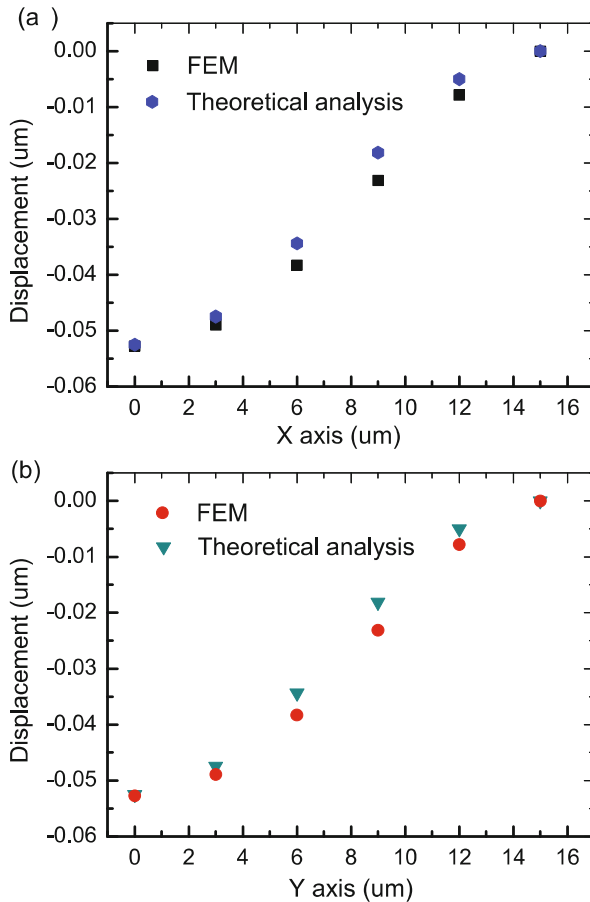 (a )
0.00
-0.01
-0.02
-0.03
-0.04
-0.05
-0.06
Displacement (um)
FEM
Theoretical analysis
0 2 4 6 8 10 12 14 16
X axis (um)
(b)
0.00
-0.01
-0.02
-0.03
-0.04
-0.05
-0.06
Displacement (um)
FEM
Theoretical analysis
0 2 4 6 8 10 12 14 16
Y axis (um)